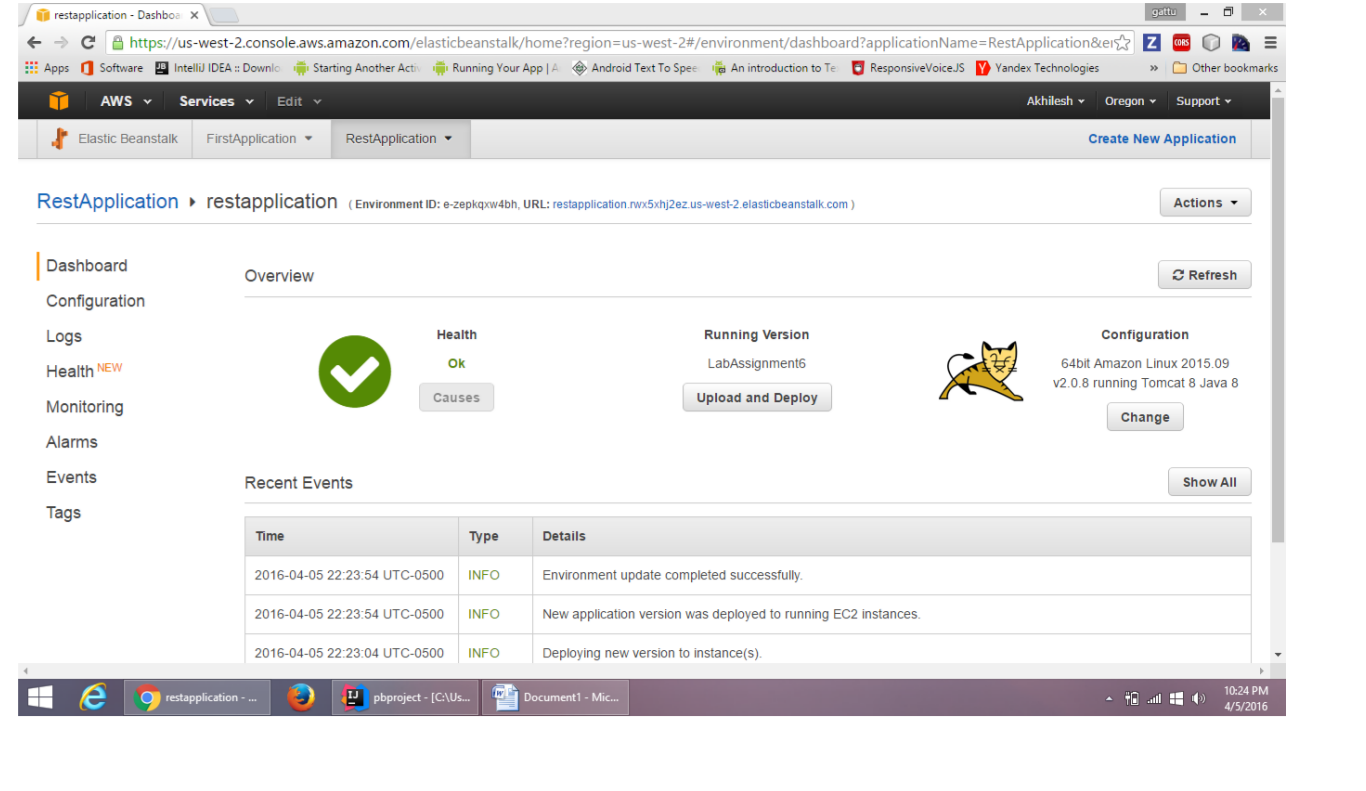 restapplication - Dashboa
gattu
https://us-west-2.console.aws.amazon.com/elasticbeanstalk/home?region=us-west-2#/environment/dashboard?applicationName=RestApplication&en
Apps Software IntelliJ IDEA :: Downlo Starting Another Activ Running Your App | A Android Text To Spee An introduction to Te ResponsiveVoice.JS Yandex Technologies » Other bookmarks
AWS Services Edit Akhilesh Oregon Support
Elastic Beanstalk FirstApplication RestApplication Create New Application
RestApplication restapplication ( Environment ID: e-zepkqxw4bh, URL: restapplication.rwx5xhj2ez.us-west-2.elasticbeanstalk.com ) Actions
Dashboard
Configuration
Logs
Health NEW
Monitoring
Alarms
Events
Tags
Overview Refresh
Health
Ok
Causes
Running Version
LabAssignment6
Upload and Deploy
Configuration
64bit Amazon Linux 2015.09
v2.0.8 running Tomcat 8 Java 8
Change
Recent Events Show All
Time Type Details
2016-04-05 22:23:54 UTC-0500 INFO Environment update completed successfully.
2016-04-05 22:23:54 UTC-0500 INFO New application version was deployed to running EC2 instances.
2016-04-05 22:23:04 UTC-0500 INFO Deploying new version to instance(s).
restapplication - ... pbproject - [C:\Us... Document1 - Mic... 10:24 PM
4/5/2016